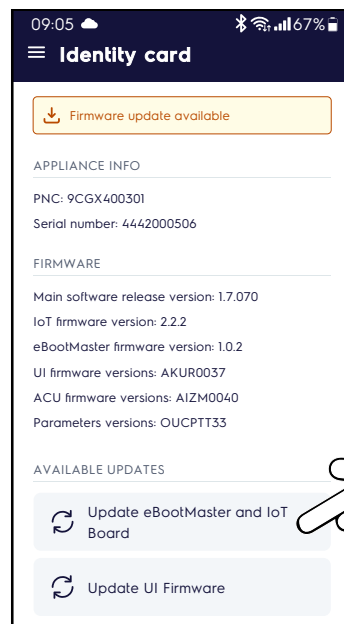 09:05 67%
Identity card
Firmware update available
APPLIANCE INFO
PNC: 9CGX400301
Serial number: 4442000506
FIRMWARE
Main software release version: 1.7.070
IoT firmware version: 2.2.2
eBootMaster firmware version: 1.0.2
UI firmware versions: AKUR0037
ACU firmware versions: AIZM0040
Parameters versions: OUCPTT33
AVAILABLE UPDATES
Update eBootMaster and IoT
Board
Update UI Firmware